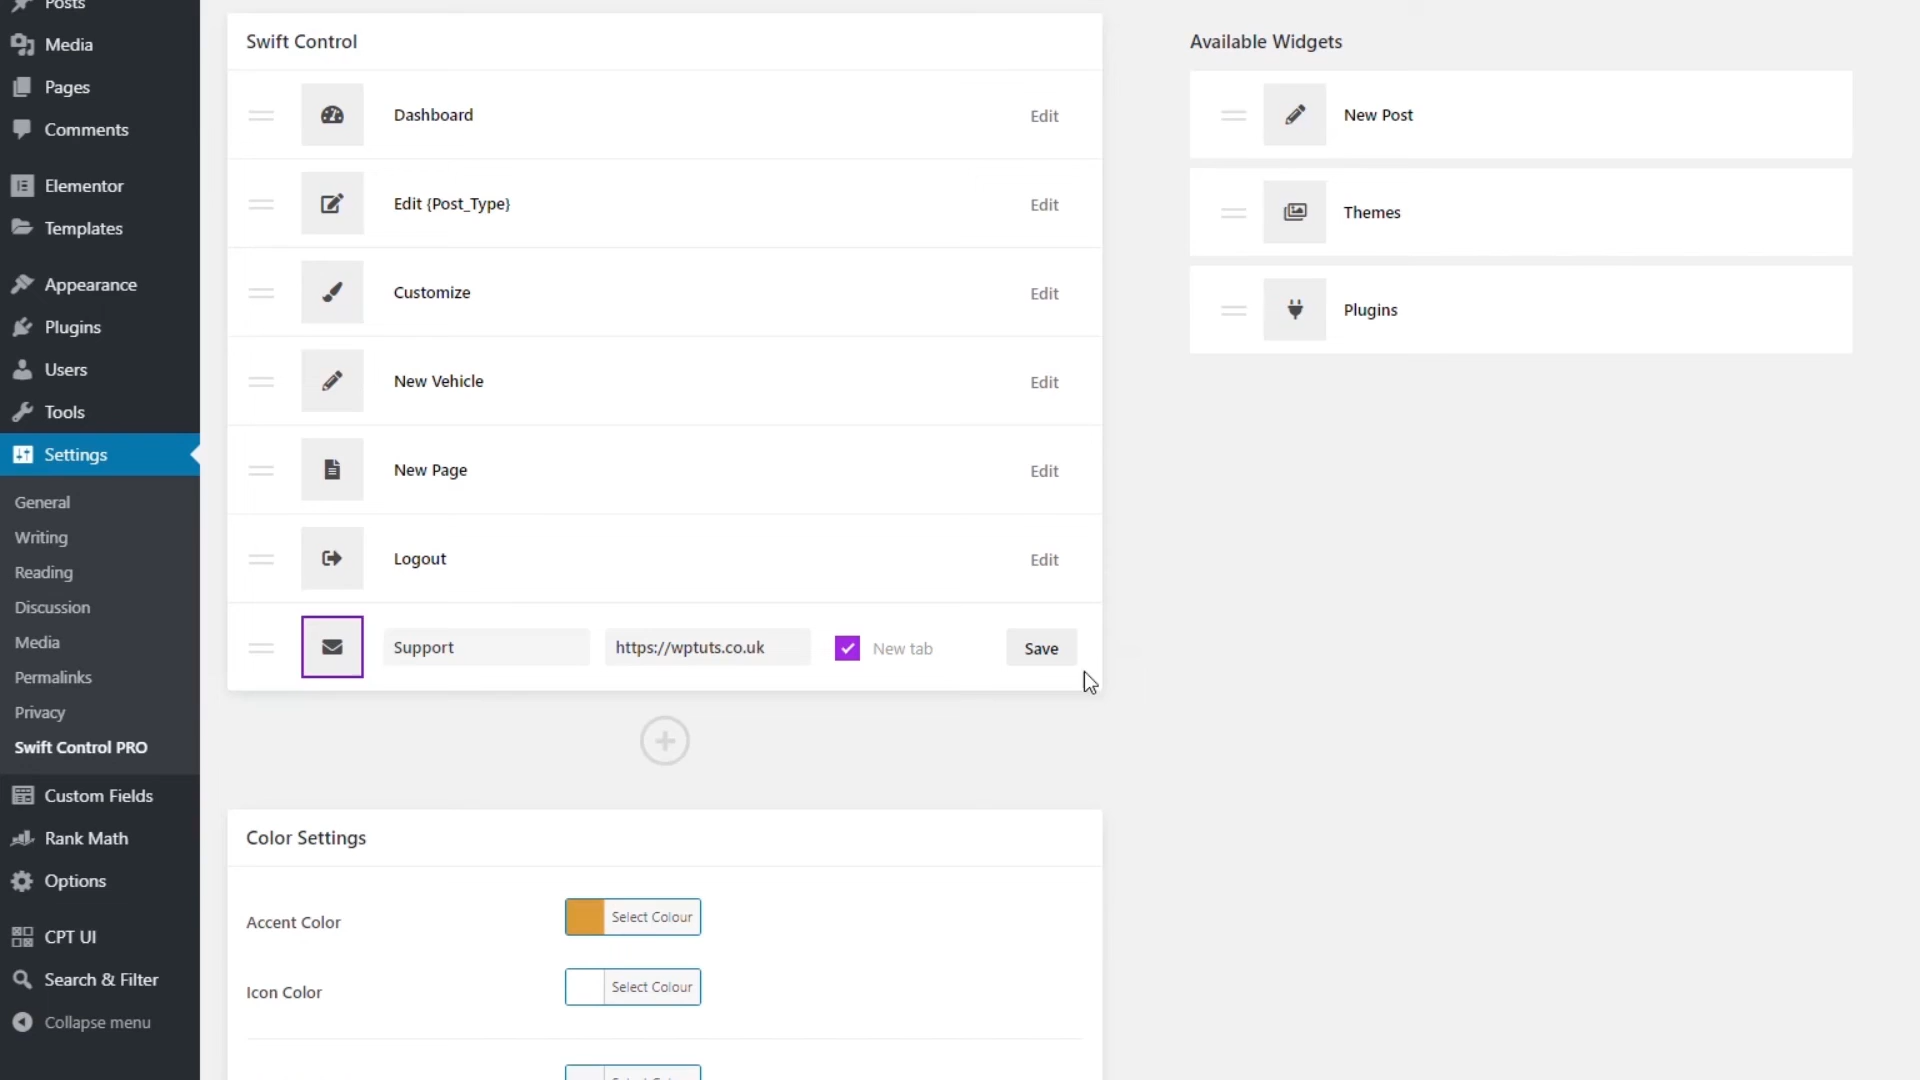 Posts
Media
Pages
Comments
Elementor
Templates
Appearance
Plugins
Users
Tools
Settings
General
Writing
Reading
Discussion
Media
Permalinks
Privacy
Swift Control PRO
Custom Fields
Rank Math
Options
CPT UI
Search & Filter
Collapse menu
Swift Control
Dashboard Edit
Edit {Post_Type} Edit
Customize Edit
New Vehicle Edit
New Page Edit
Logout Edit
Support https://wptuts.co.uk New tab Save
Color Settings
Accent Color Select Colour
Icon Color Select Colour
Available Widgets
New Post
Themes
Plugins